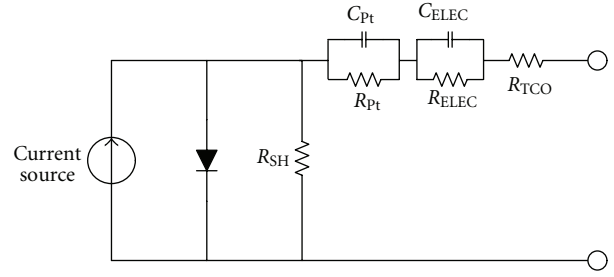 C_Pt
C_ELEC
R_Pt
R_ELEC
R_TCO
Current
source
R_SH